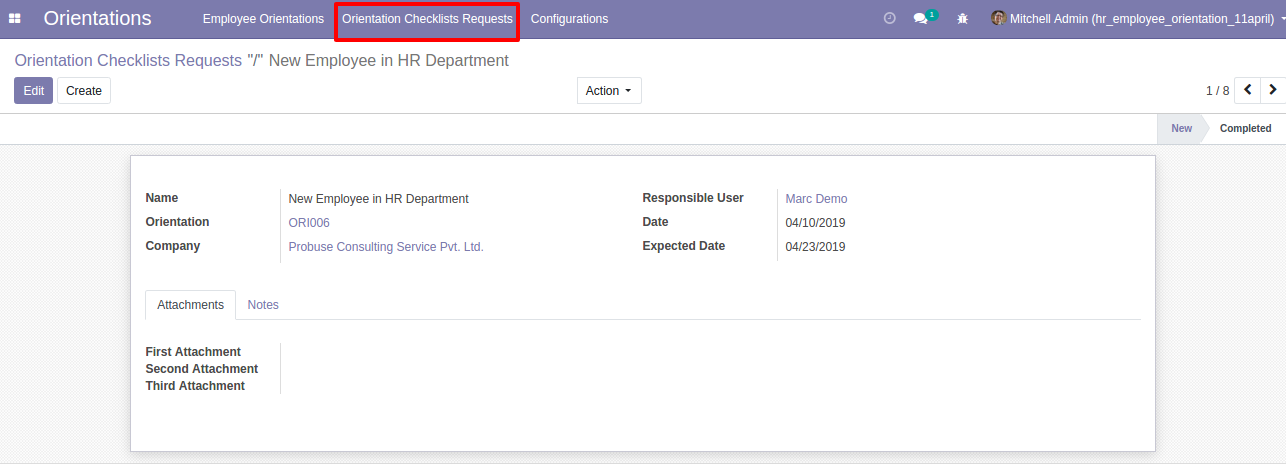 Orientations Employee Orientations Orientation Checklists Requests Configurations 1 Mitchell Admin (hr_employee_orientation_11april)
Orientation Checklists Requests "/" New Employee in HR Department
Edit Create Action 1 / 8
New Completed
Name New Employee in HR Department Responsible User Marc Demo
Orientation ORI006 Date 04/10/2019
Company Probuse Consulting Service Pvt. Ltd. Expected Date 04/23/2019
Attachments Notes
First Attachment
Second Attachment
Third Attachment